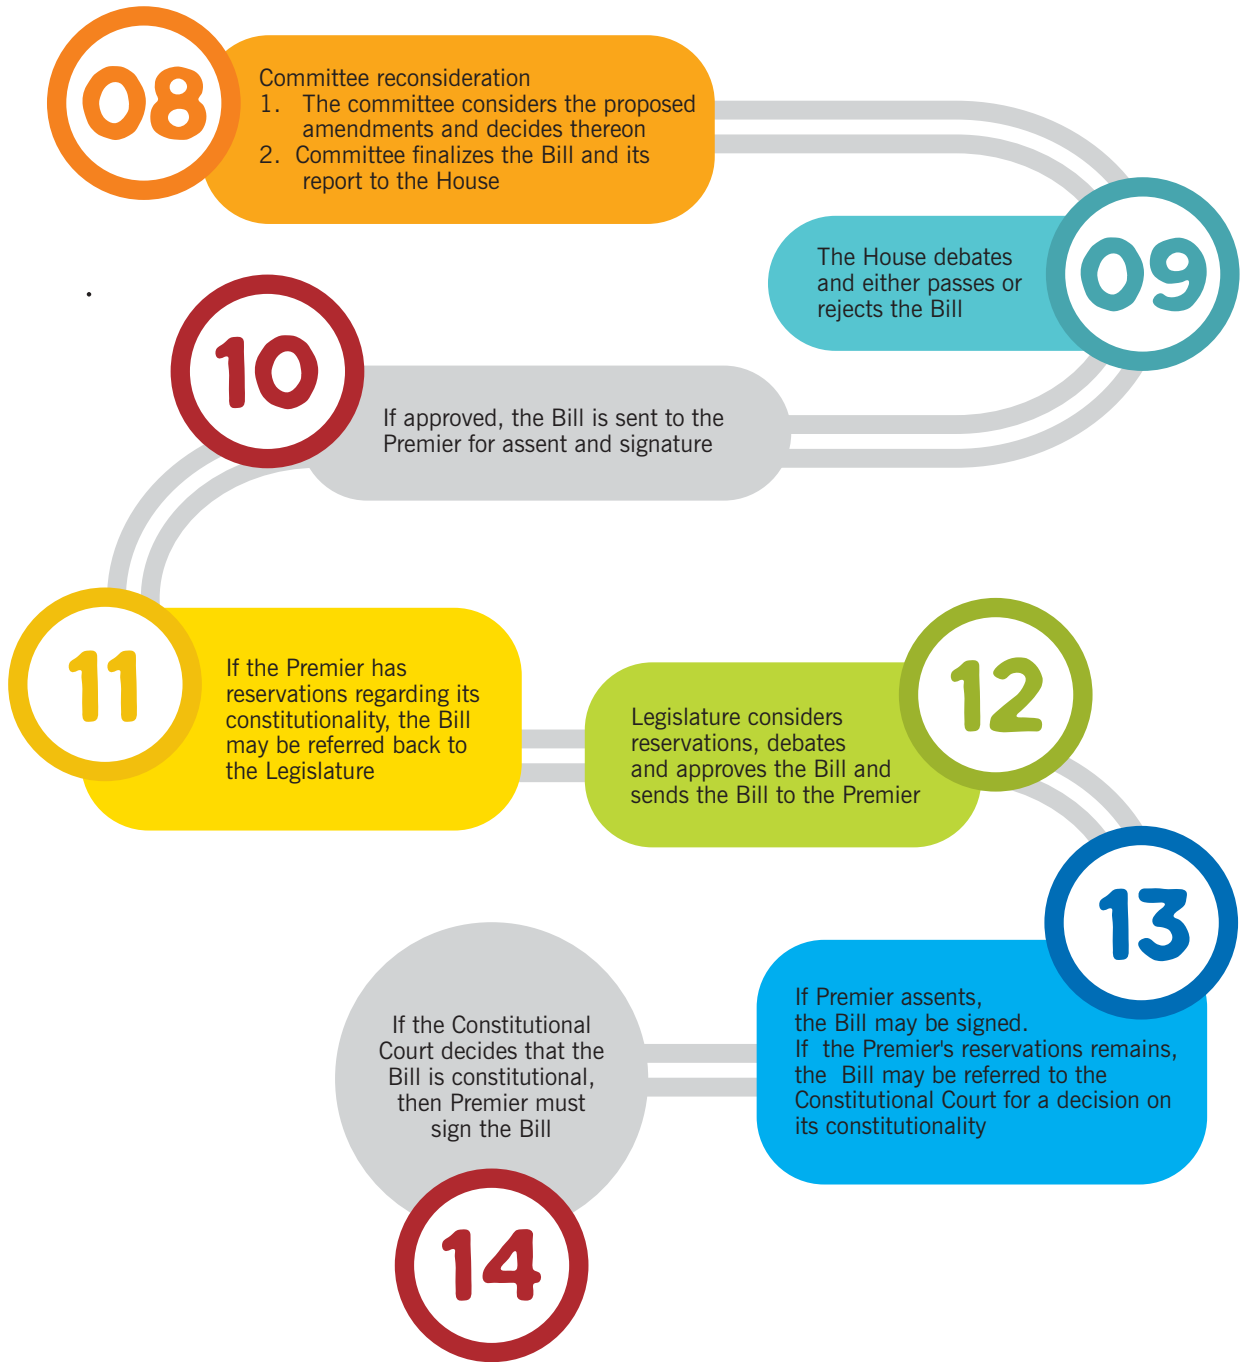 08
Committee reconsideration
1. The committee considers the proposed
amendments and decides thereon
2. Committee finalizes the Bill and its
report to the House
09
The House debates
and either passes or
rejects the Bill
.
10
If approved, the Bill is sent to the
Premier for assent and signature
11
If the Premier has
reservations regarding its
constitutionality, the Bill
may be referred back to
the Legislature
12
Legislature considers
reservations, debates
and approves the Bill and
sends the Bill to the Premier
13
If Premier assents,
the Bill may be signed.
If the Premier's reservations remains,
the Bill may be referred to the
Constitutional Court for a decision on
its constitutionality
If the Constitutional
Court decides that the
Bill is constitutional,
then Premier must
sign the Bill
14